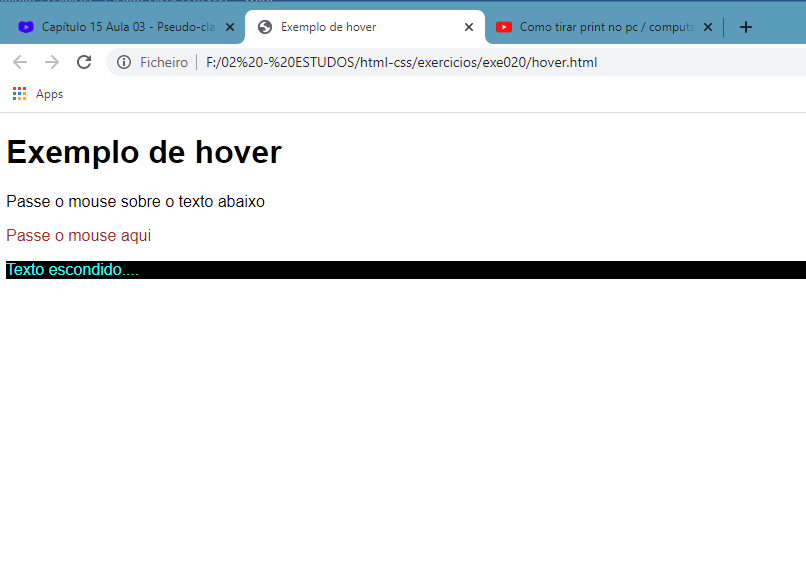 Capítulo 15 Aula 03 - Pseudo-cla
Exemplo de hover
Como tirar print no pc / computa
Ficheiro
F:/02%20-%20ESTUDOS/html-css/exercicios/exe020/hover.html
Apps
Exemplo de hover
Passe o mouse sobre o texto abaixo
Passe o mouse aqui
Texto escondido....